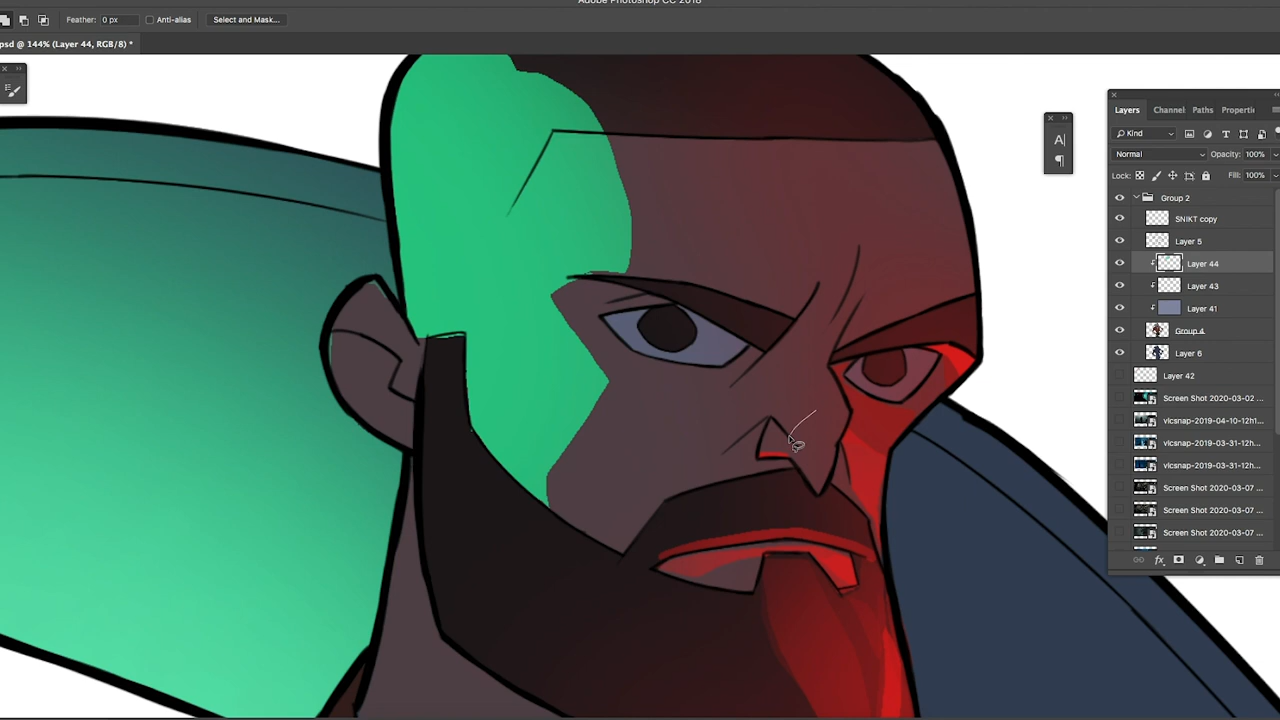 Adobe Photoshop CC 2018
Feather: 0 px Anti-alias Select and Mask...
psd @ 144% (Layer 44, RGB/8) *
A|
¶
Layers Channel Paths Properti
Kind T
Normal Opacity: 100%
Lock: Fill: 100%
Group 2
SNIKT copy
Layer 5
Layer 44
Layer 43
Layer 41
Group 4
Layer 6
Layer 42
Screen Shot 2020-03-02 ...
vlcsnap-2019-04-10-12h1...
vlcsnap-2019-03-31-12h...
vlcsnap-2019-03-31-12h...
Screen Shot 2020-03-07 ...
Screen Shot 2020-03-07 ...
Screen Shot 2020-03-07 ...
fx